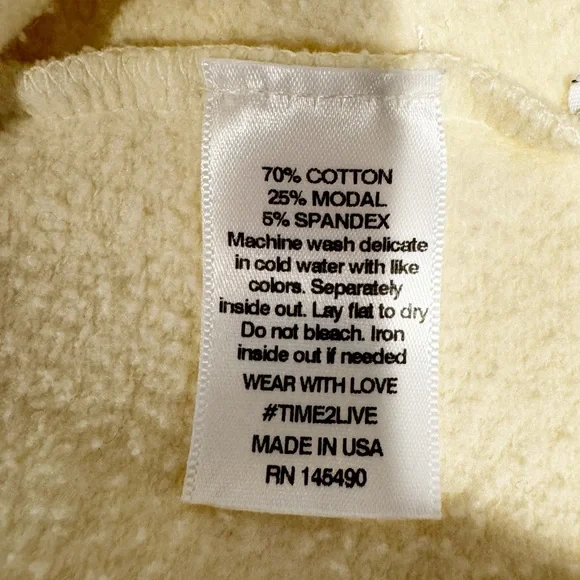 70% COTTON
25% MODAL
5% SPANDEX
Machine wash delicate
in cold water with like
colors. Separately
inside out. Lay flat to dry
Do not bleach. Iron
inside out if needed
WEAR WITH LOVE
#TIME2LIVE
MADE IN USA
RN 145490